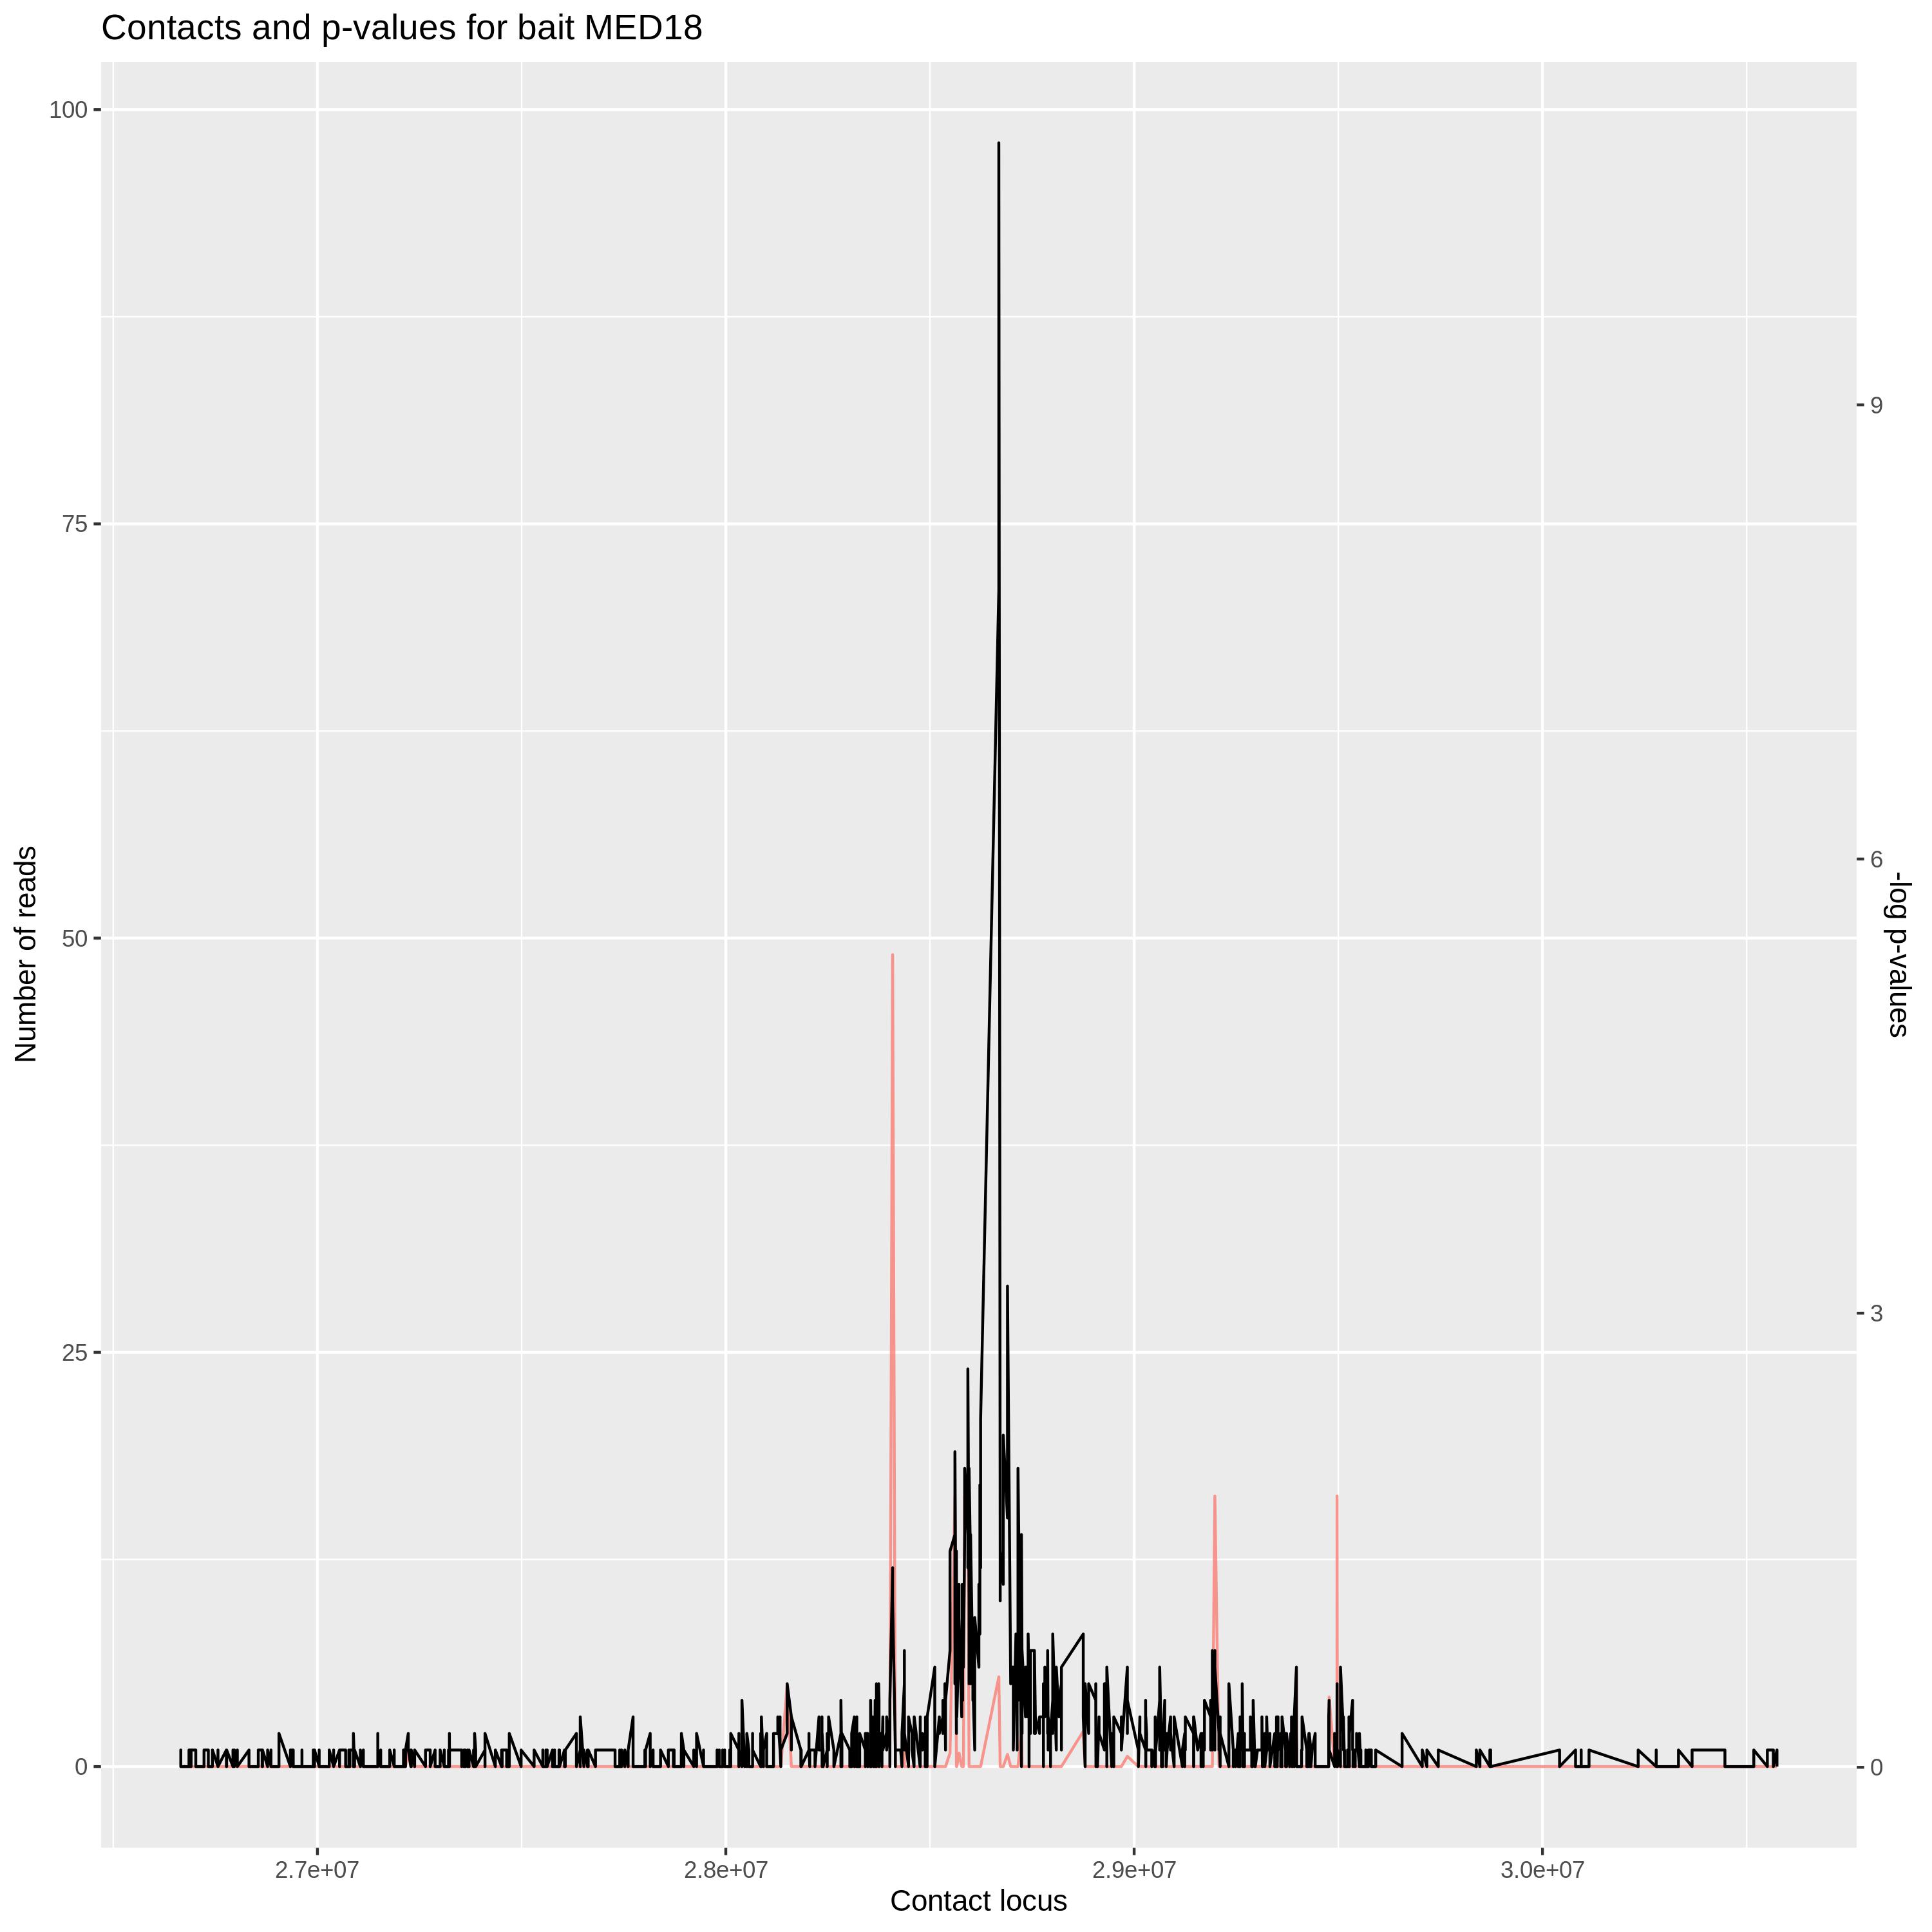 Contacts and p-values for bait MED18
100
75
50
25
0
Number of reads
9
6
3
0
-log p-values
2.7e+07
2.8e+07
2.9e+07
3.0e+07
Contact locus